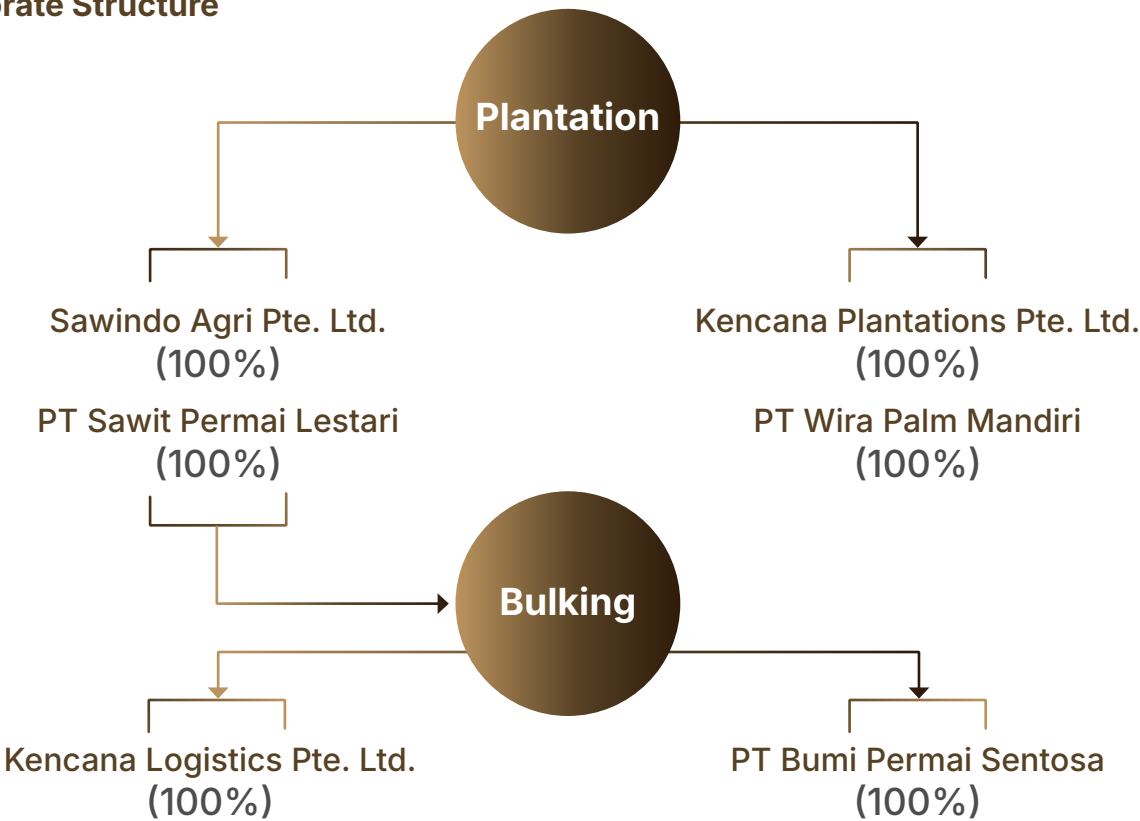 Structure
Plantation
Sawindo Agri Pte. Ltd.
(100%)
PT Sawit Permai Lestari
(100%)
Kencana Plantations Pte. Ltd.
(100%)
PT Wira Palm Mandiri
(100%)
Bulking
Kencana Logistics Pte. Ltd.
(100%)
PT Bumi Permai Sentosa
(100%)